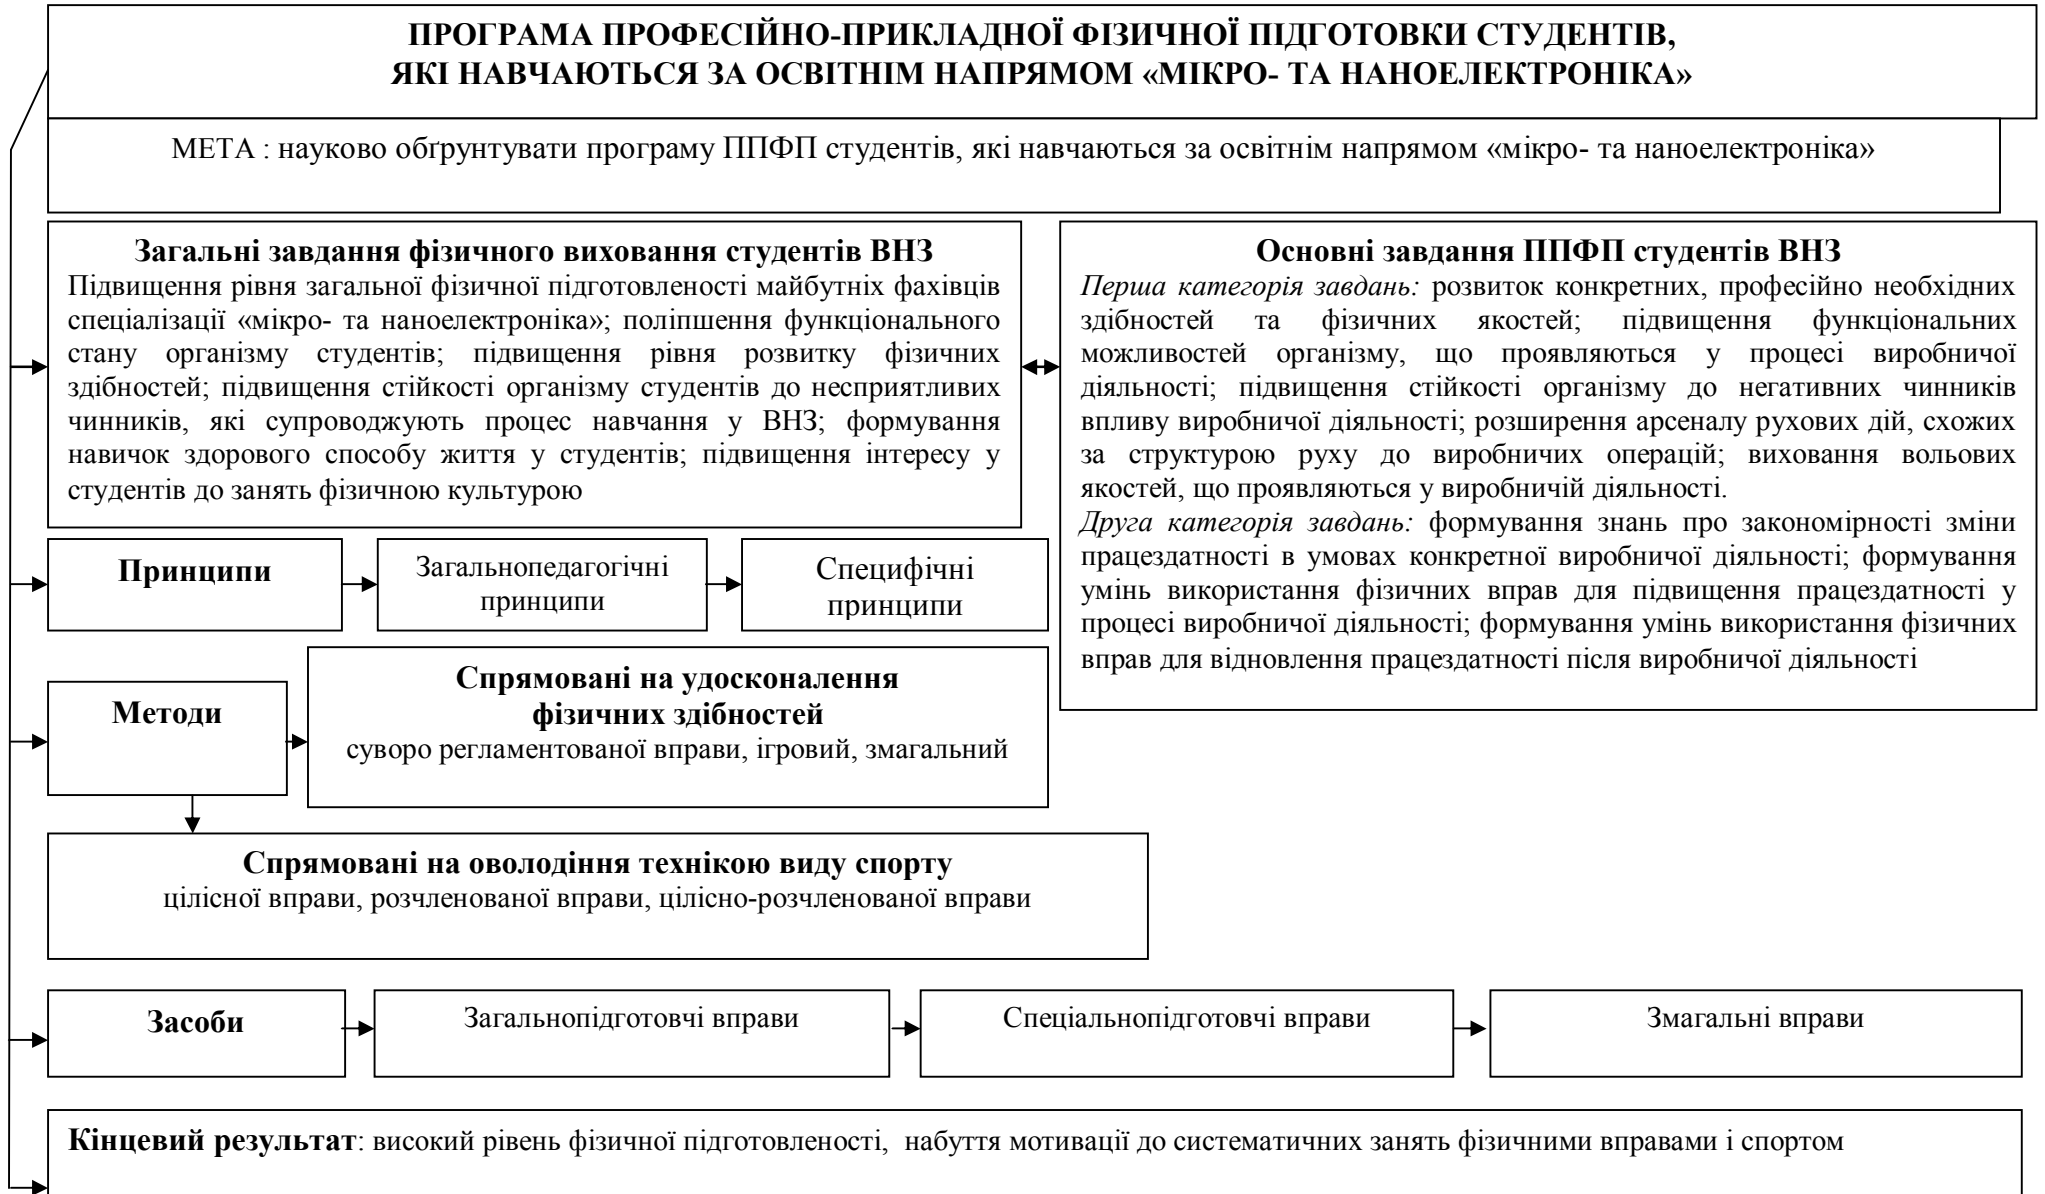 ПРОГРАМА ПРОФЕСІЙНО-ПРИКЛАДНОЇ ФІЗИЧНОЇ ПІДГОТОВКИ СТУДЕНТІВ,
ЯКІ НАВЧАЮТЬСЯ ЗА ОСВІТНІМ НАПРЯМОМ «МІКРО- ТА НАНОЕЛЕКТРОНІКА»
МЕТА : науково обґрунтувати програму ППФП студентів, які навчаються за освітнім напрямом «мікро- та наноелектроніка»
Загальні завдання фізичного виховання студентів ВНЗ
Підвищення рівня загальної фізичної підготовленості майбутніх фахівців
спеціалізації «мікро- та наноелектроніка»; поліпшення функціонального
стану організму студентів; підвищення рівня розвитку фізичних
здібностей; підвищення стійкості організму студентів до несприятливих
чинників, які супроводжують процес навчання у ВНЗ; формування
навичок здорового способу життя у студентів; підвищення інтересу у
студентів до занять фізичною культурою
Основні завдання ППФП студентів ВНЗ
Перша категорія завдань: розвиток конкретних, професійно необхідних
здібностей та фізичних якостей; підвищення функціональних
можливостей організму, що проявляються у процесі виробничої
діяльності; підвищення стійкості організму до негативних чинників
впливу виробничої діяльності; розширення арсеналу рухових дій, схожих
за структурою руху до виробничих операцій; виховання вольових
якостей, що проявляються у виробничій діяльності.
Друга категорія завдань: формування знань про закономірності зміни
працездатності в умовах конкретної виробничої діяльності; формування
умінь використання фізичних вправ для підвищення працездатності у
процесі виробничої діяльності; формування умінь використання фізичних
вправ для відновлення працездатності після виробничої діяльності
Принципи
Загальнопедагогічні
принципи
Специфічні
принципи
Методи
Спрямовані на удосконалення
фізичних здібностей
суворо регламентованої вправи, ігровий, змагальний
Спрямовані на оволодіння технікою виду спорту
цілісної вправи, розчленованої вправи, цілісно-розчленованої вправи
Засоби
Загальнопідготовчі вправи
Спеціальнопідготовчі вправи
Змагальні вправи
Кінцевий результат: високий рівень фізичної підготовленості, набуття мотивації до систематичних занять фізичними вправами і спортом